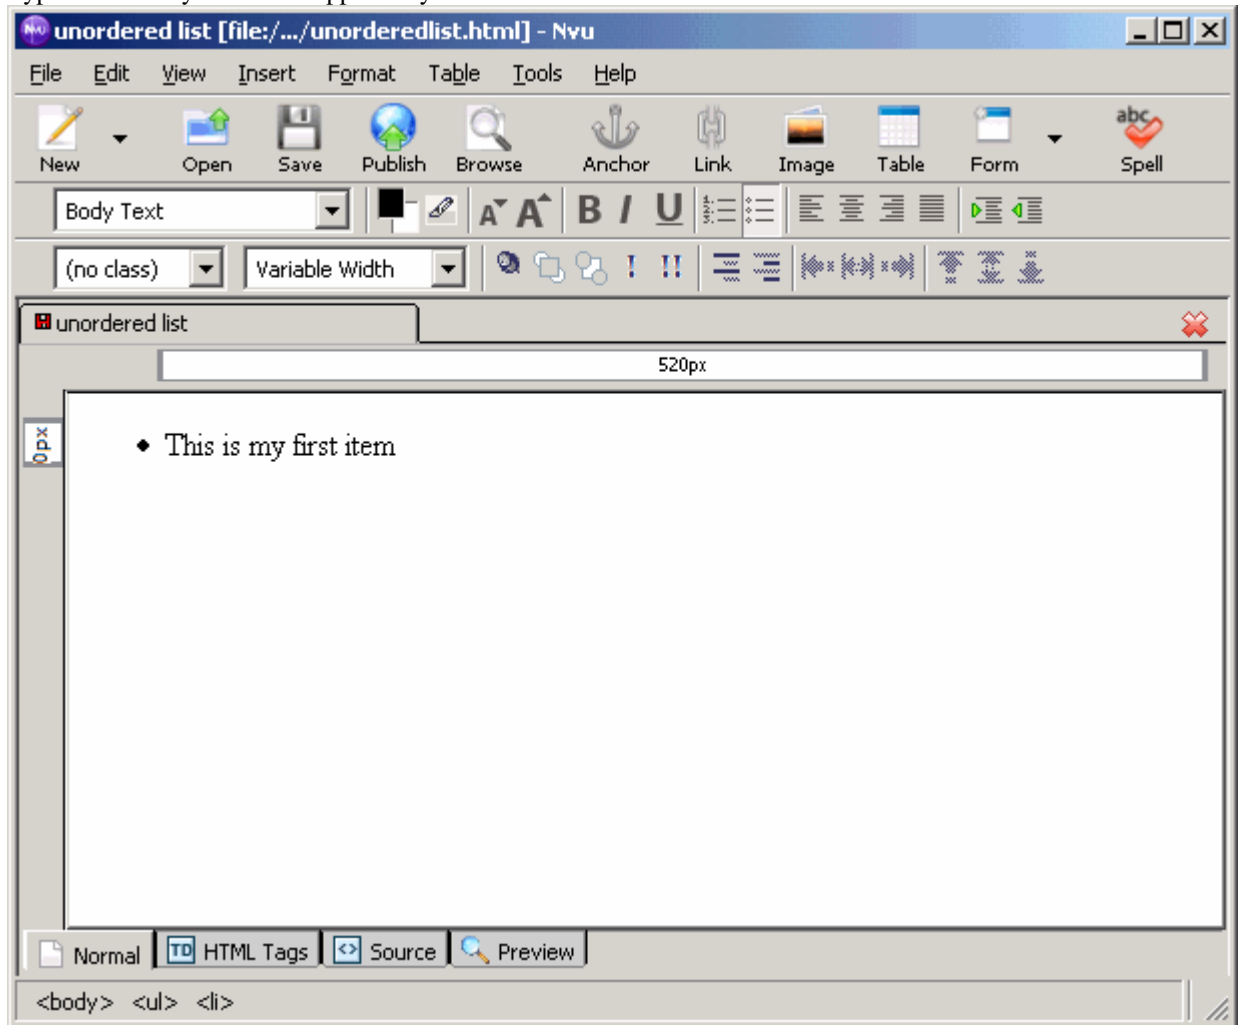 unordered list [file:/.../unorderedlist.html] - Nvu
File Edit View Insert Format Table Tools Help
abc
New Open Save Publish Browse Anchor Link Image Table Form Spell
Body Text A A B I U
(no class) Variable Width ! !!
unordered list
520px
0px
• This is my first item
Normal TD HTML Tags <> Source Preview
<body> <ul> <li>